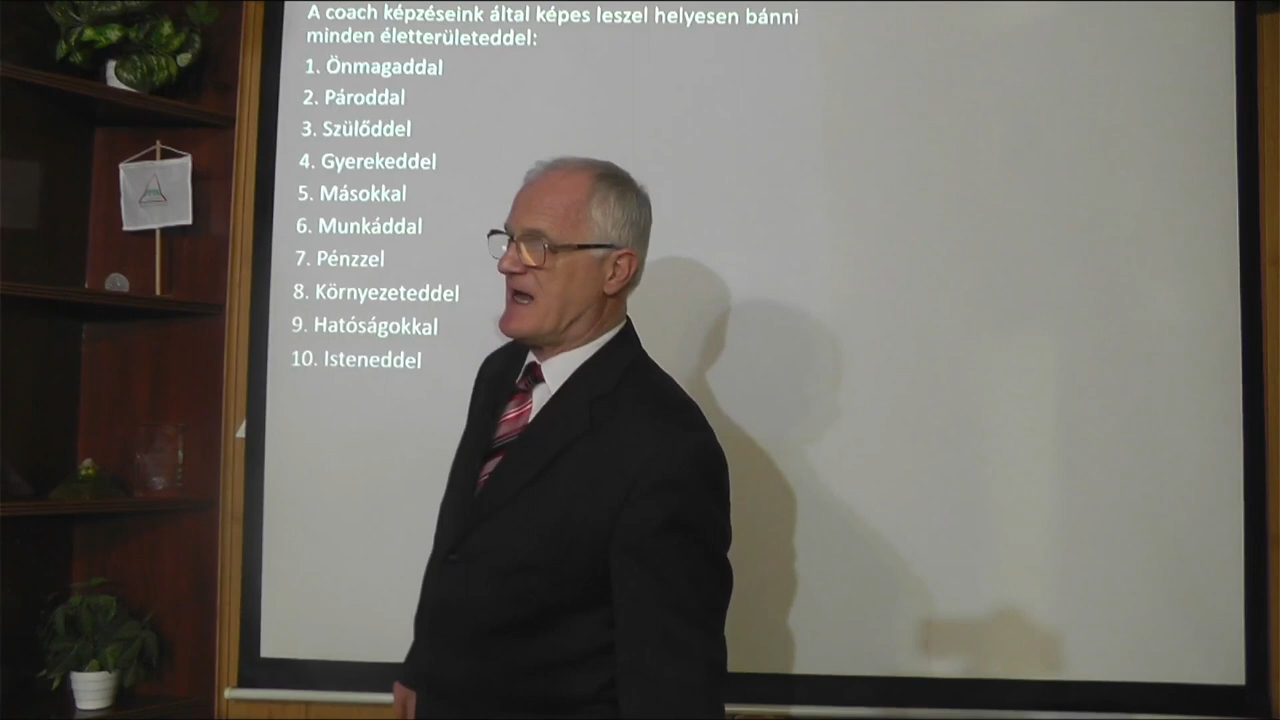 A coach képzéseink által képes leszel helyesen bánni
minden életterületeddel:
1. Önmagaddal
2. Pároddal
3. Szülőddel
4. Gyerekeddel
5. Másokkal
6. Munkáddal
7. Pénzzel
8. Környezeteddel
9. Hatóságokkal
10. Isteneddel